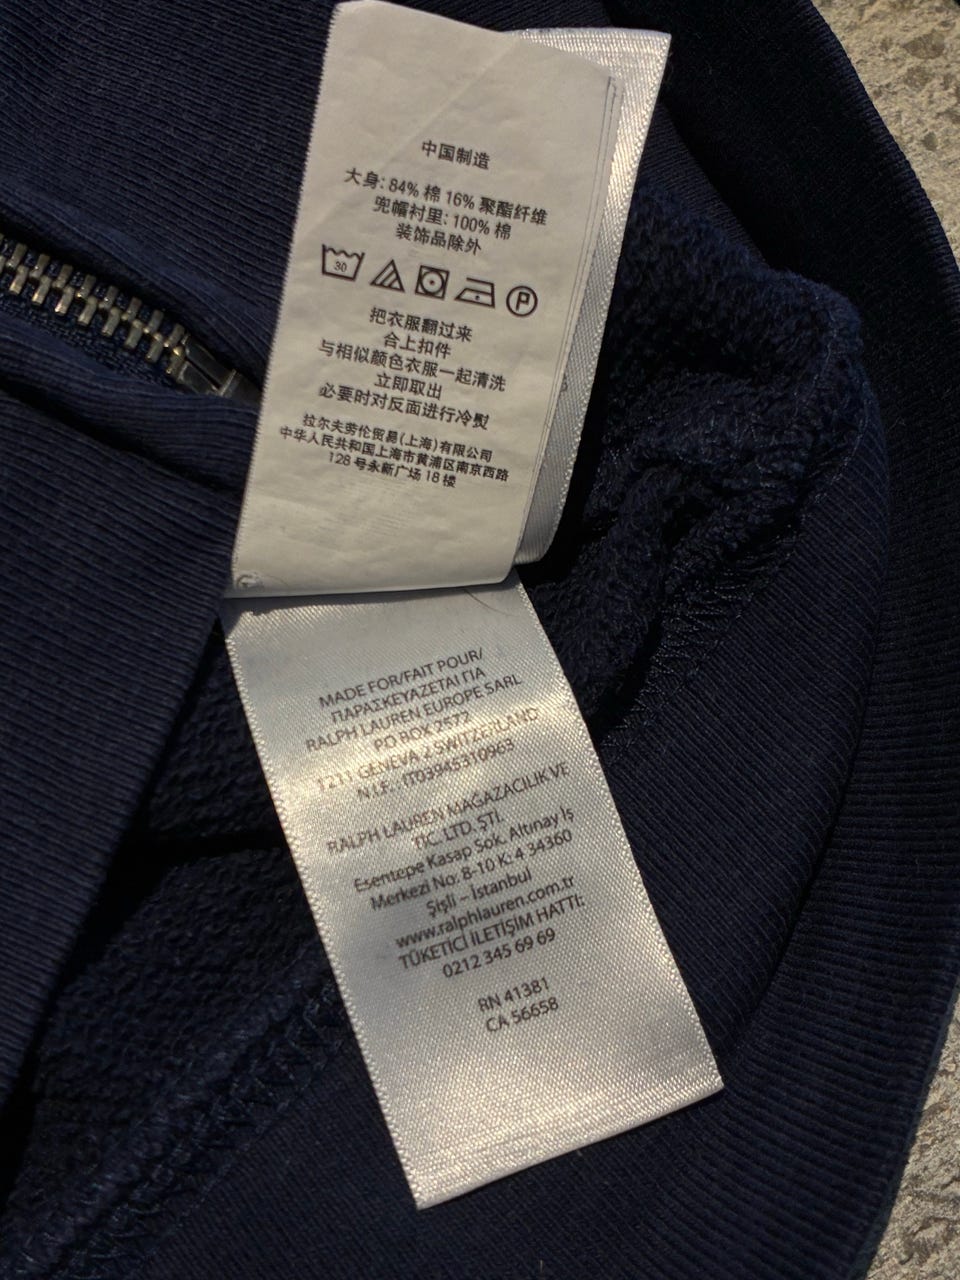 中国制造
大身: 84% 棉 16% 聚酯纤维
兜帽衬里: 100% 棉
装饰品除外
30
P
把衣服翻过来
合上扣件
与相似颜色衣服一起清洗
立即取出
必要时对反面进行冷熨
拉尔夫劳伦贸易(上海)有限公司
中华人民共和国上海市黄浦区南京西路
128 号永新广场 18 楼
MADE FOR/FAIT POUR/
ΠΑΡΑΣΚΕΥΑΖΕΤΑΙ ΓΙΑ
RALPH LAUREN EUROPE SARL
PO BOX 2572
1211 GENEVA 2 SWITZERLAND
N.I.F.: IT03945310963
RALPH LAUREN MAĞAZACILIK VE
TİC. LTD. ŞTİ.
Esentepe Kasap Sok. Altınay İş
Merkezi No: 8-10 K: 4 34360
Şişli – İstanbul
www.ralphlauren.com.tr
TÜKETİCİ İLETİŞİM HATTI:
0212 345 69 69
RN 41381
CA 56658